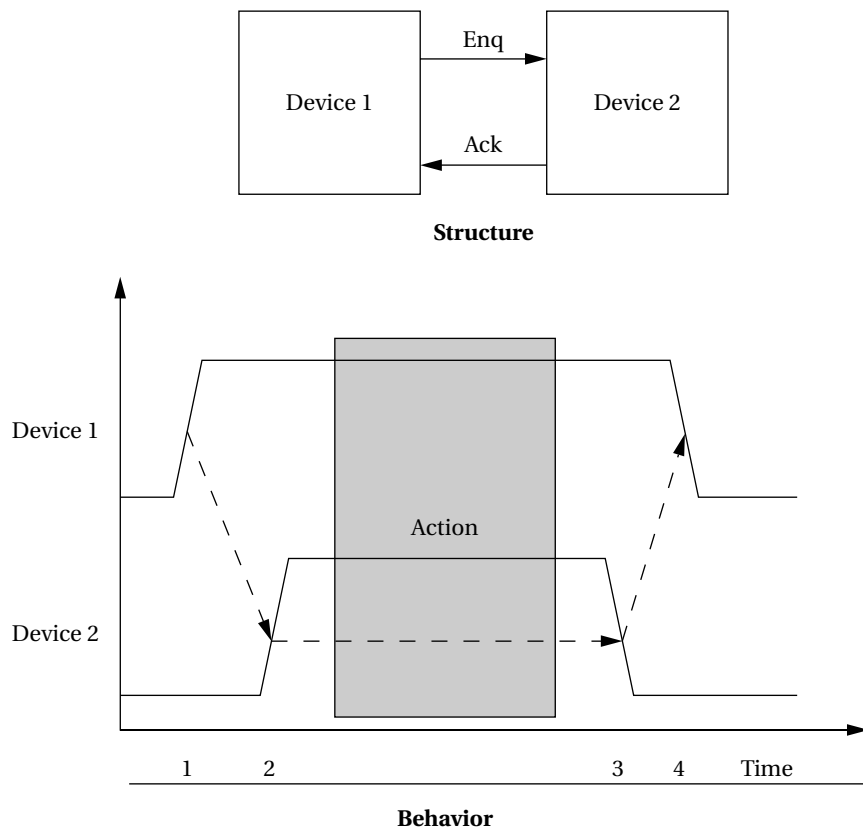 Enq
Device 1 Device 2
Ack
Structure
Device 1
Action
Device 2
1 2 3 4 Time
Behavior